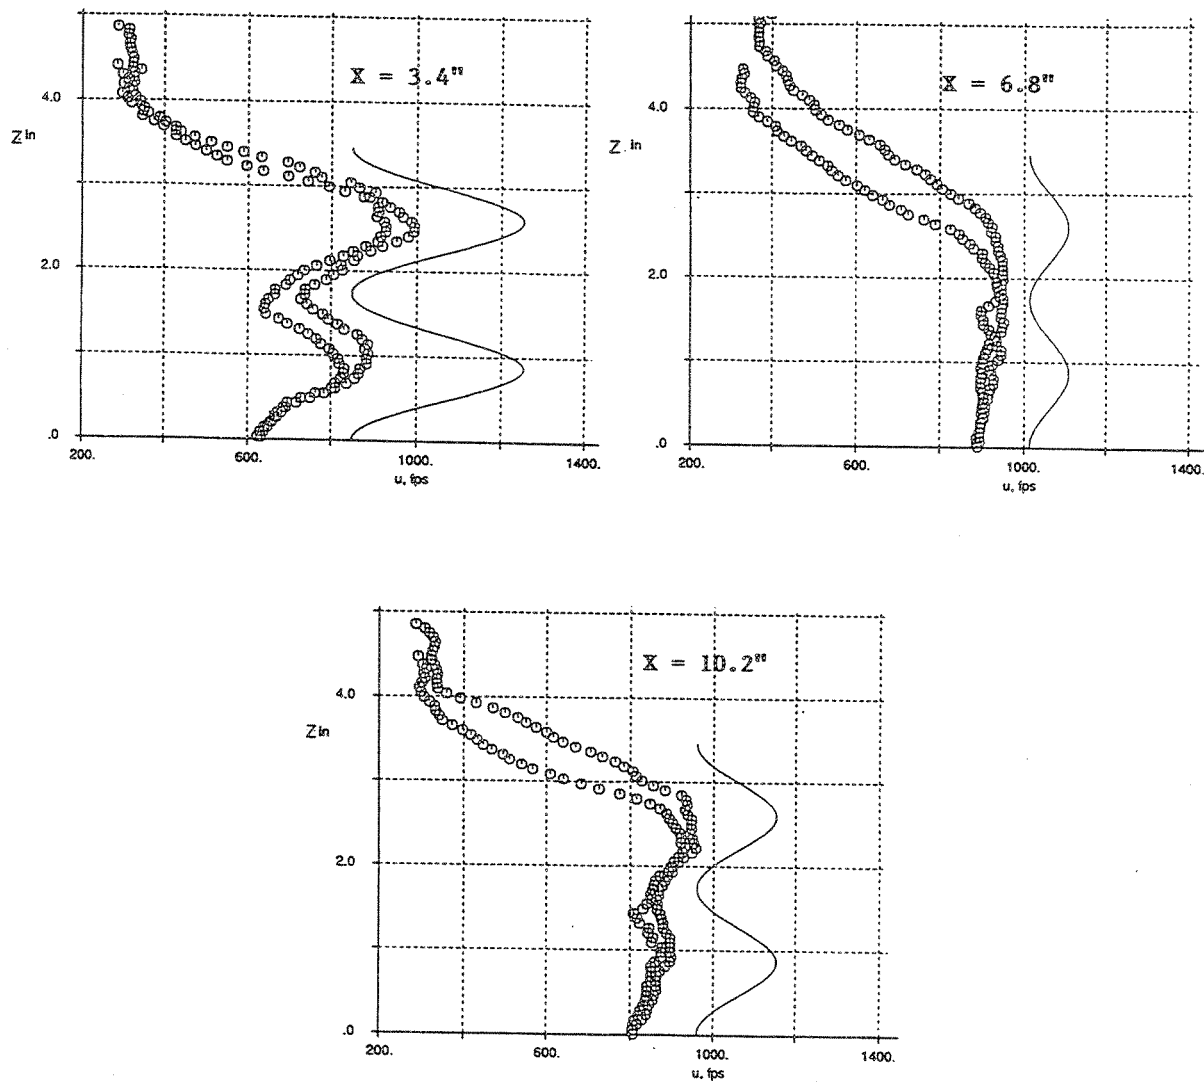 X = 3.4"
4.0
Z in
2.0
.0
200.
600.
1000.
1400.
u, fps
X = 6.8"
4.0
Z in
2.0
.0
200.
600.
1000.
1400.
u, fps
X = 10.2"
4.0
Z in
2.0
.0
200.
600.
1000.
1400.
u, fps